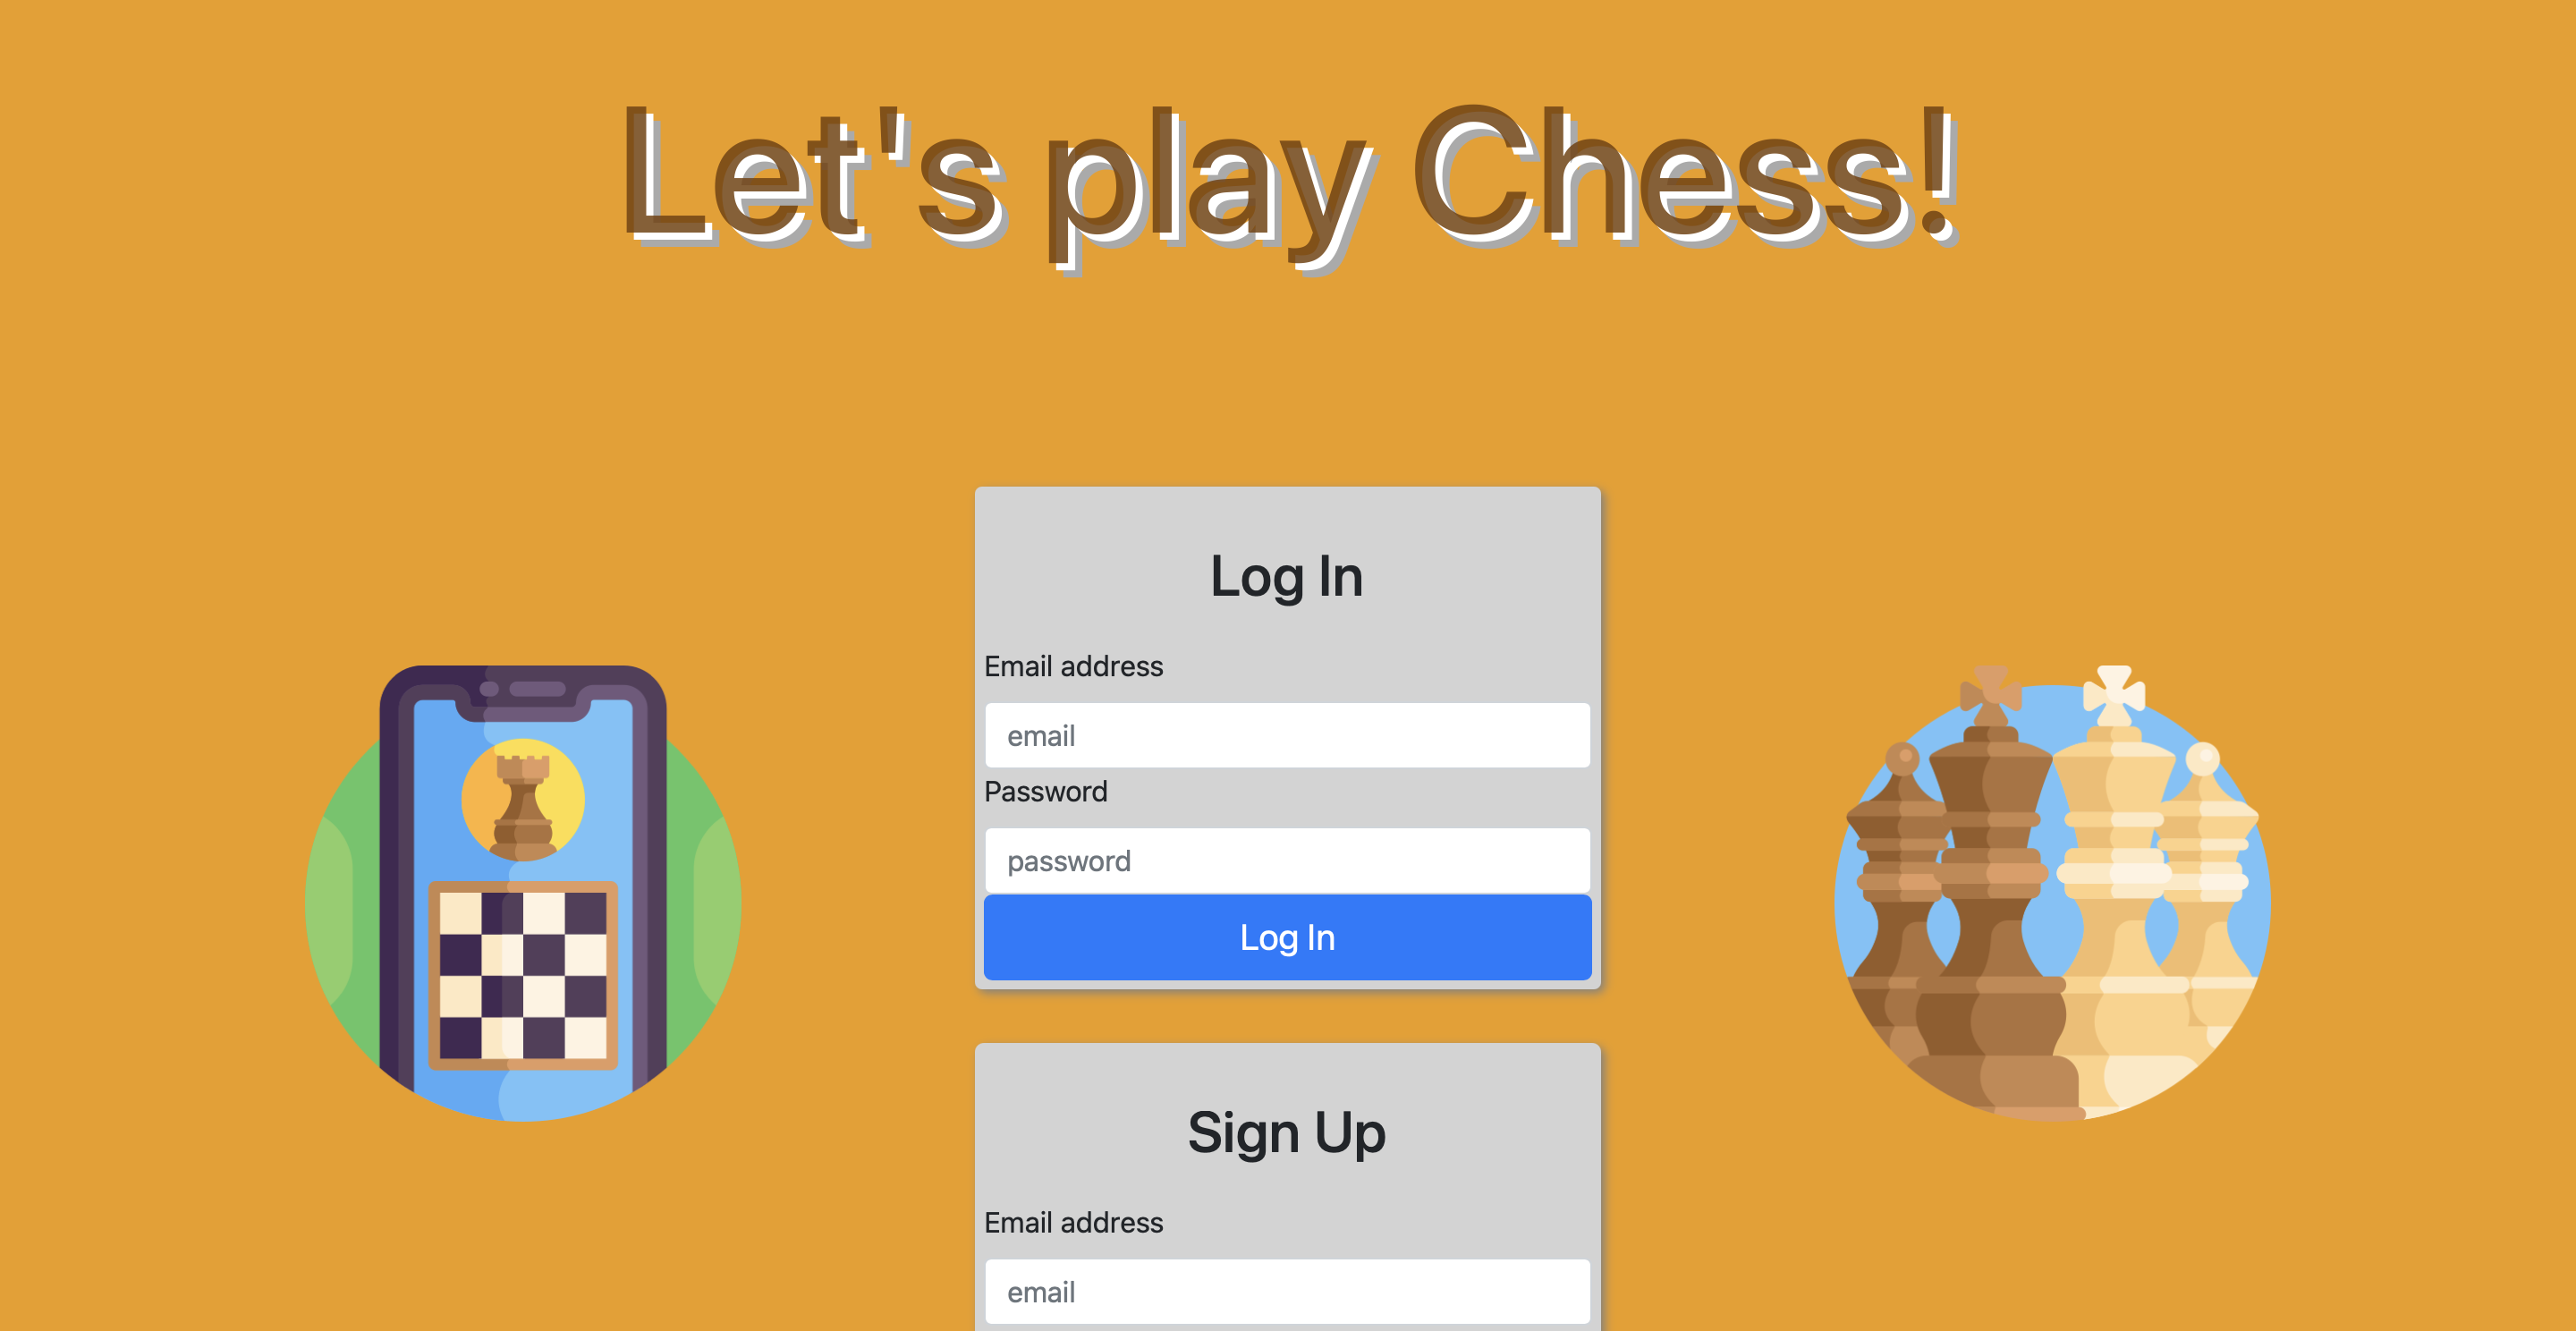 Let's play Chess!
Log In
Email address
email
Password
password
Log In
Sign Up
Email address
email